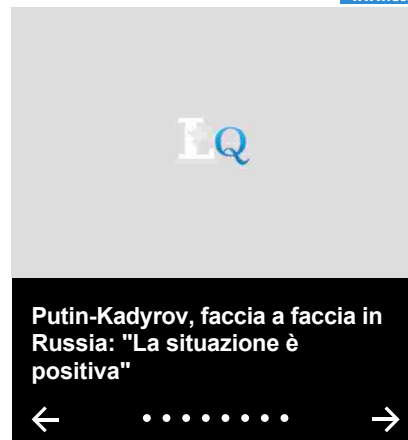 LQ
Putin-Kadyrov, faccia a faccia in
Russia: "La situazione è
positiva"